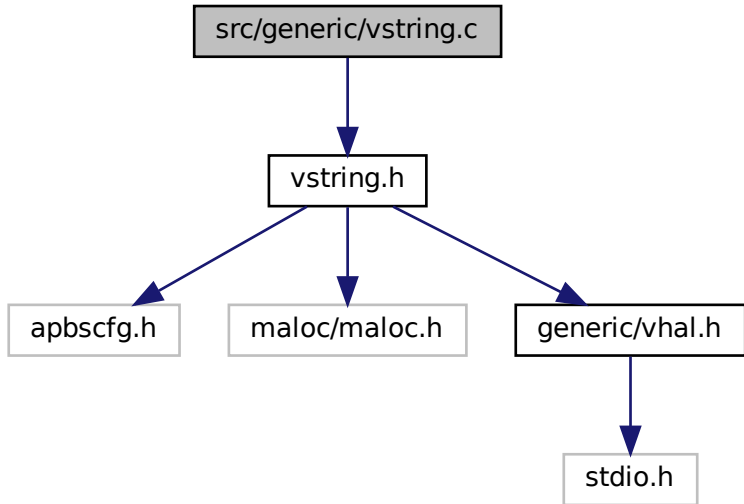 src/generic/vstring.c
vstring.h
apbscfg.h
maloc/maloc.h
generic/vhal.h
stdio.h